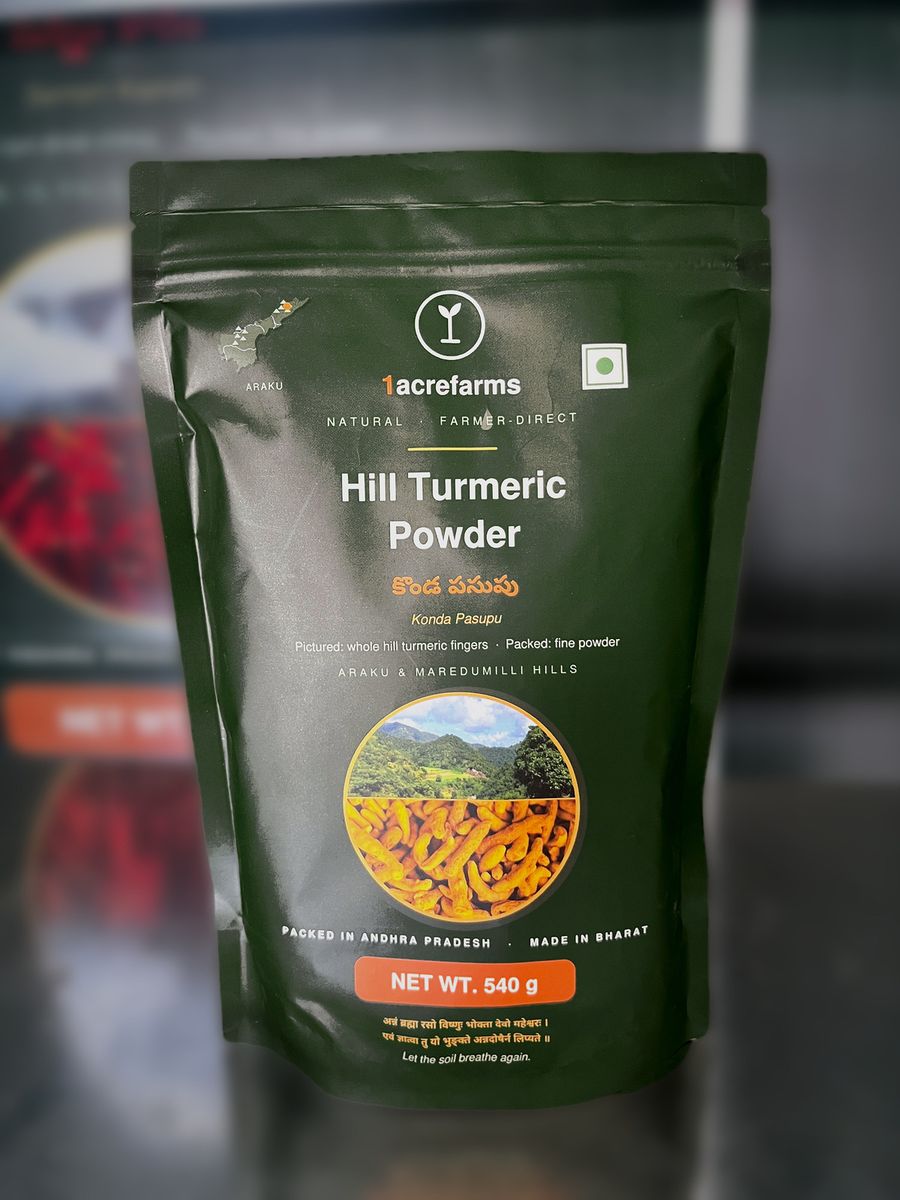 ARAKU
1acrefarms
NATURAL · FARMER-DIRECT
Hill Turmeric
Powder
కొండ పసుపు
Konda Pasupu
Pictured: whole hill turmeric fingers · Packed: fine powder
ARAKU & MAREDUMILLI HILLS
PACKED IN ANDHRA PRADESH · MADE IN BHARAT
NET WT. 540 g
अन्नं ब्रह्मा रसो विष्णुः भोक्ता देवो महेश्वरः ।
एवं ज्ञात्वा तु यो भुङ्क्ते अन्नदोषैर्न लिप्यते ॥
Let the soil breathe again.
NET WT